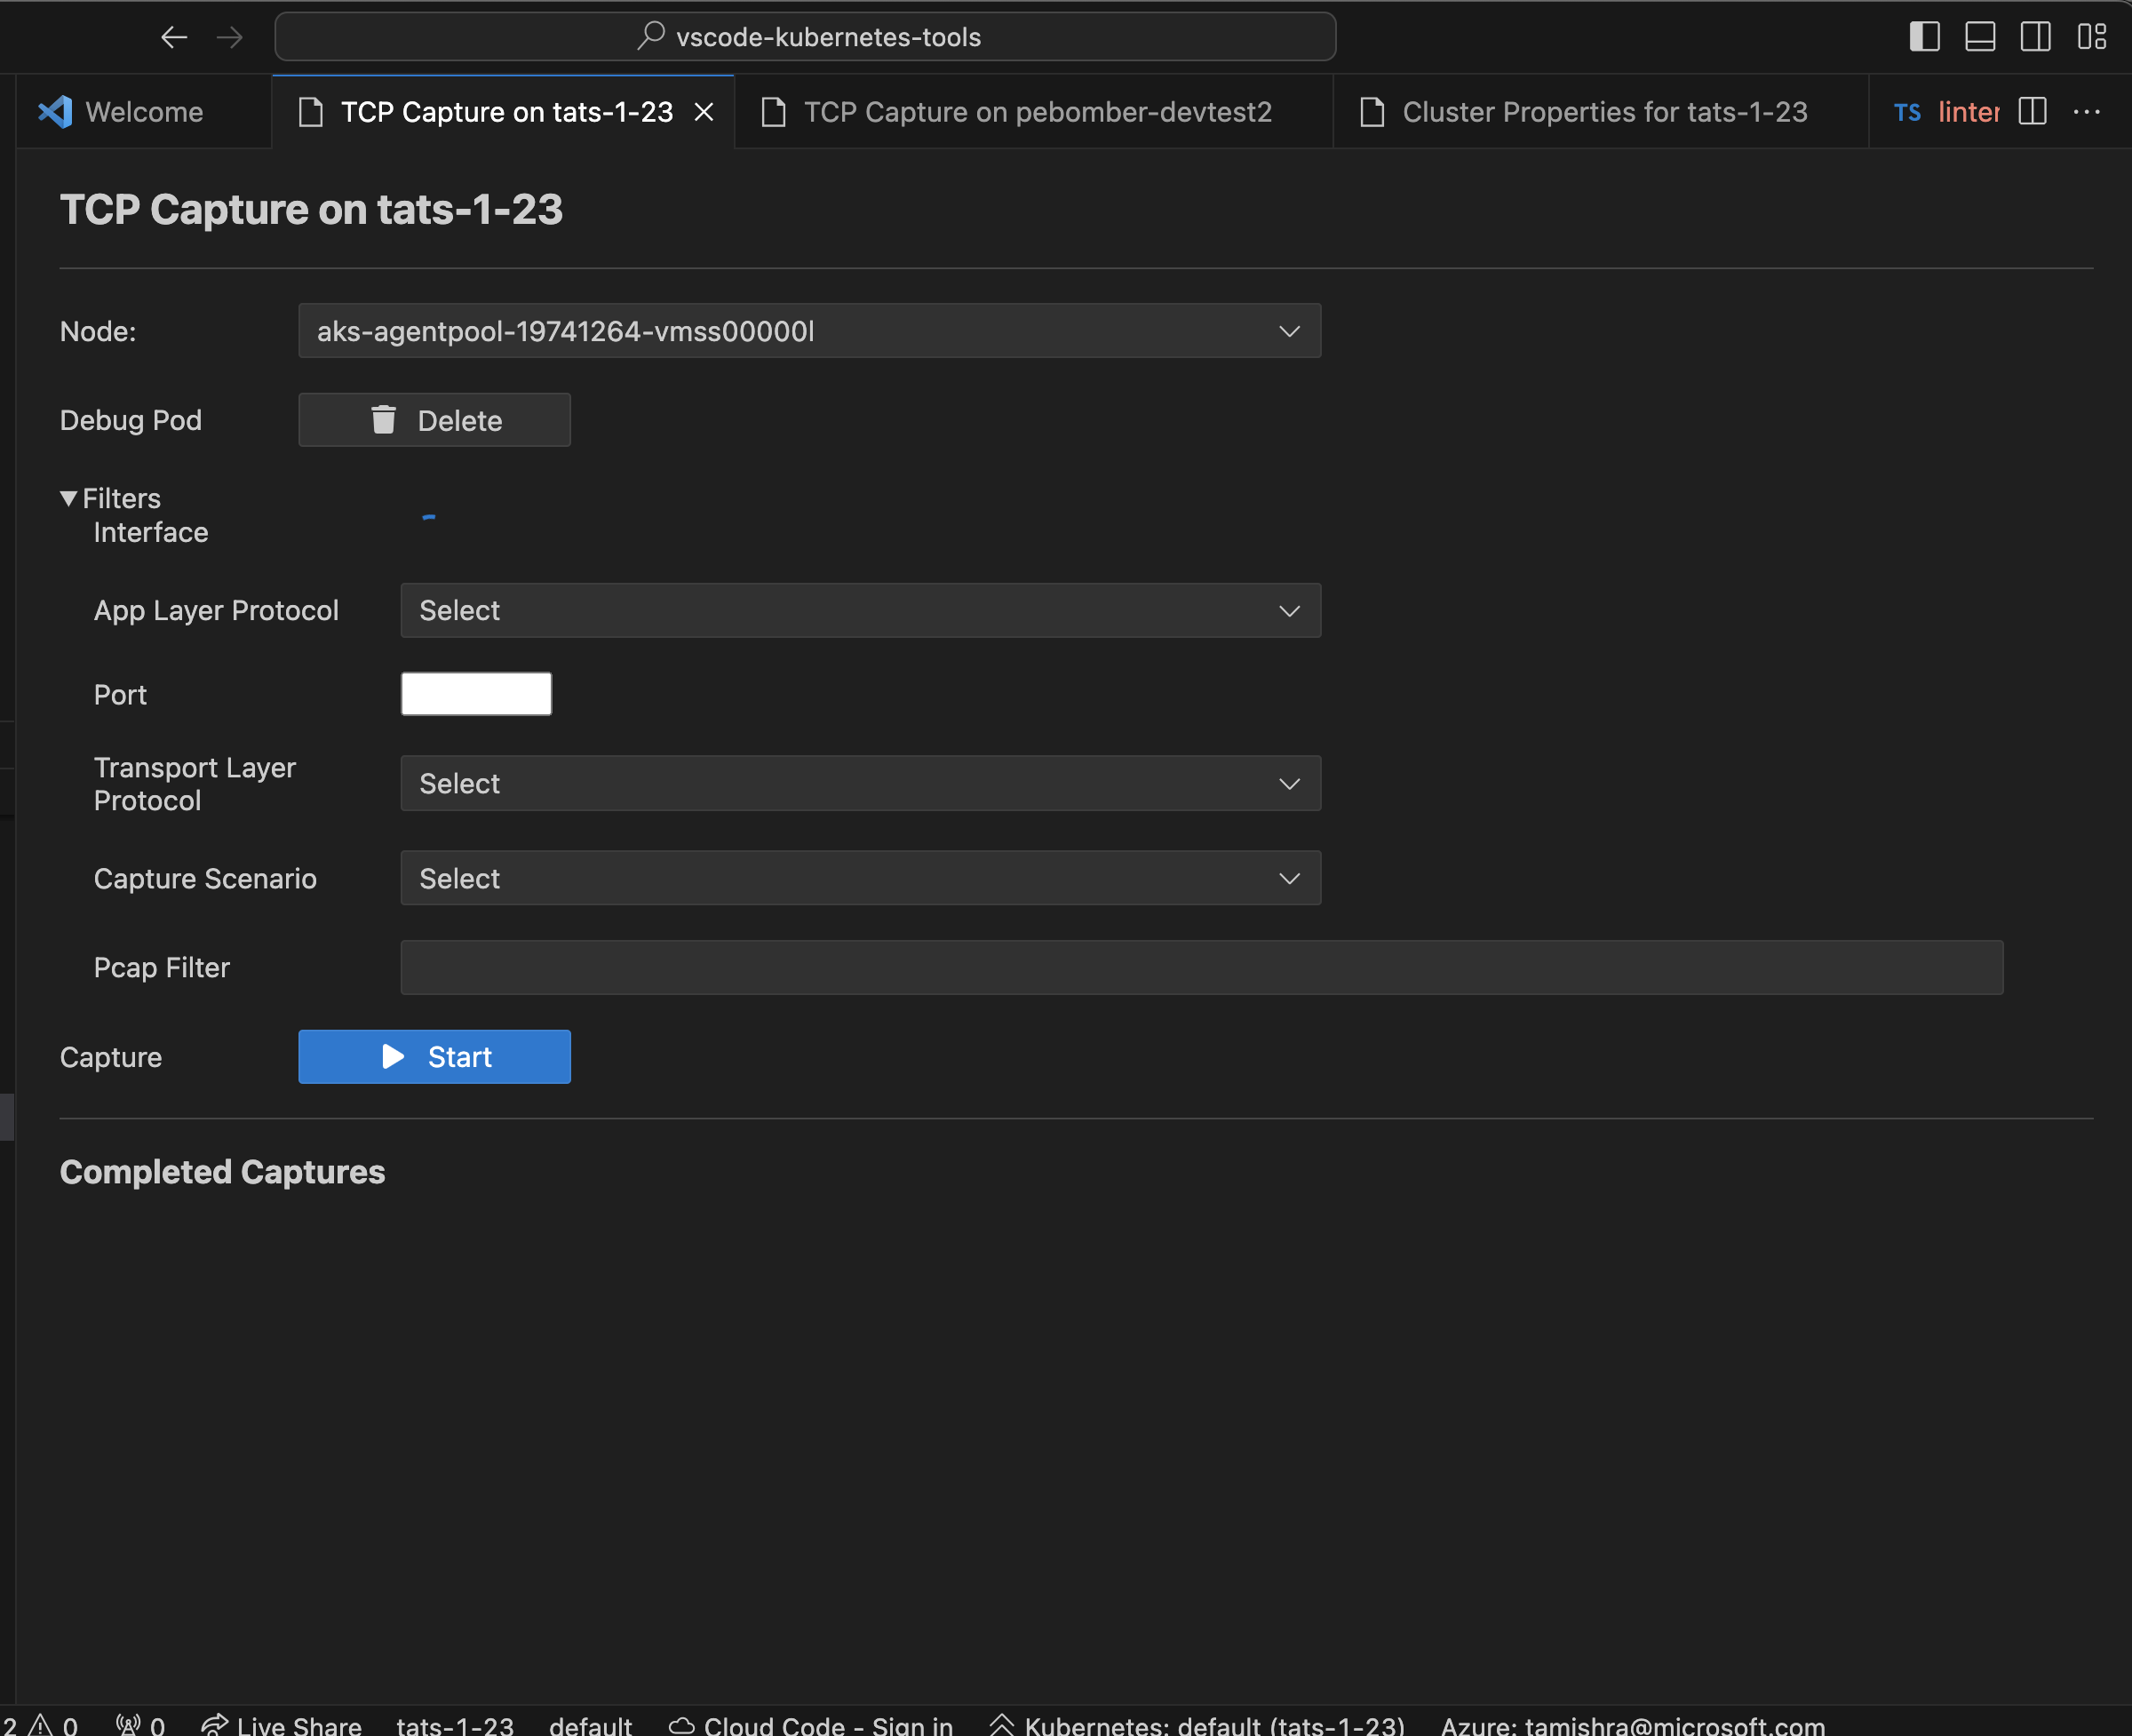 vscode-kubernetes-tools
Welcome
TCP Capture on tats-1-23
TCP Capture on pebomber-devtest2
Cluster Properties for tats-1-23
TS linter
TCP Capture on tats-1-23
Node:
aks-agentpool-19741264-vmss00000l
Debug Pod
Delete
Filters
Interface
App Layer Protocol
Select
Port
Transport Layer
Protocol
Select
Capture Scenario
Select
Pcap Filter
Capture
Start
Completed Captures
2 0 0 Live Share tats-1-23 default Cloud Code - Sign in Kubernetes: default (tats-1-23) Azure: tamishra@microsoft.com